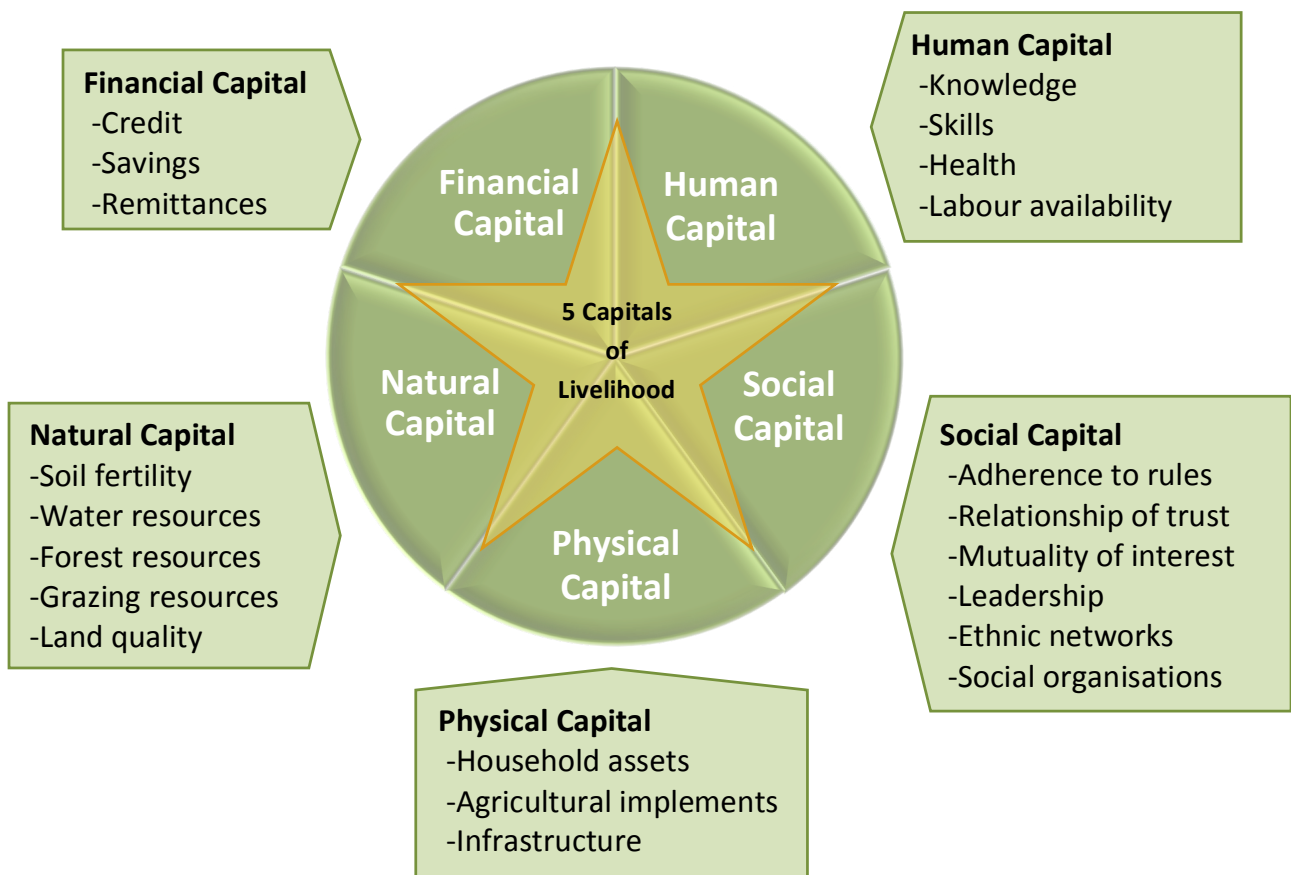 Financial Capital
-Credit
-Savings
-Remittances
Human Capital
-Knowledge
-Skills
-Health
-Labour availability
Financial
Capital
Human
Capital
5 Capitals
of
Livelihood
Natural
Capital
Social
Capital
Physical
Capital
Natural Capital
-Soil fertility
-Water resources
-Forest resources
-Grazing resources
-Land quality
Social Capital
-Adherence to rules
-Relationship of trust
-Mutuality of interest
-Leadership
-Ethnic networks
-Social organisations
Physical Capital
-Household assets
-Agricultural implements
-Infrastructure